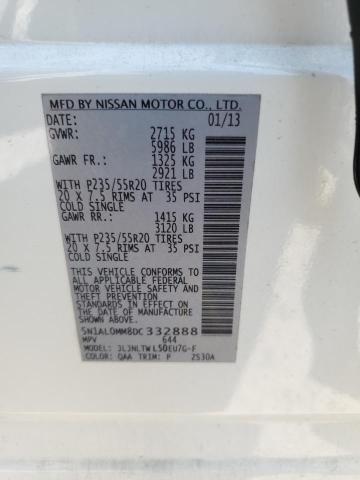 MFD BY NISSAN MOTOR CO., LTD.
DATE: 01/13
GVWR: 2715 KG
5986 LB
GAWR FR.: 1325 KG
2921 LB
WITH P235/55R20 TIRES
20 X 7.5 RIMS AT 35 PSI
COLD SINGLE
GAWR RR.: 1415 KG
3120 LB
WITH P235/55R20 TIRES
20 X 7.5 RIMS AT 35 PSI
COLD SINGLE
THIS VEHICLE CONFORMS TO
ALL APPLICABLE FEDERAL
MOTOR VEHICLE SAFETY
STANDARDS IN EFFECT ON
THE DATE OF MANUFACTURE
SHOWN ABOVE.
5N1AL0MM8DC332888
MPV 644
MODEL: JLJNLTWL50EU7G-F
COLOR: QAA TRIM: P 2S30A